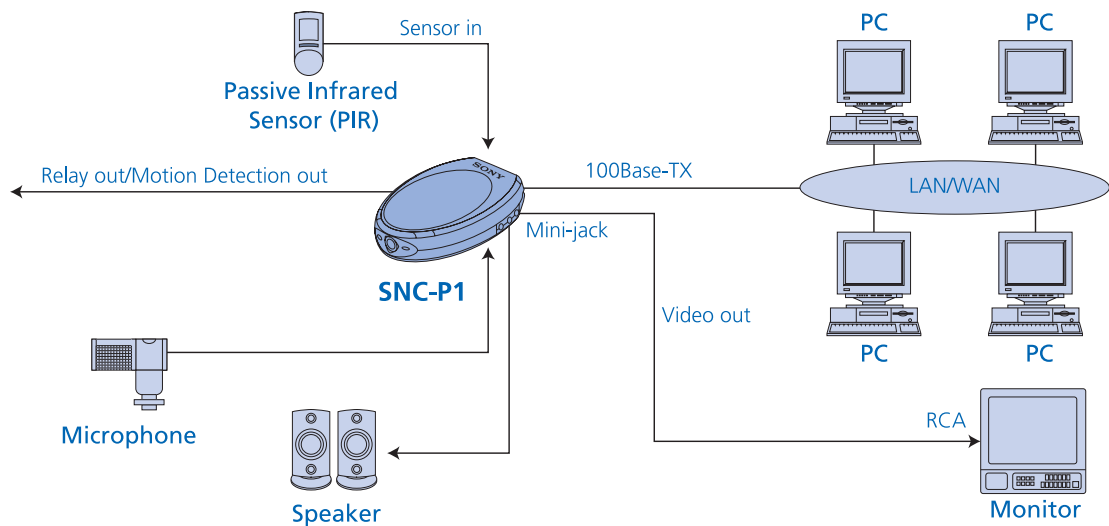 Sensor in
PC
PC
Passive Infrared
Sensor (PIR)
SONY
Relay out/Motion Detection out
100Base-TX
LAN/WAN
Mini-jack
SNC-P1
Video out
PC
PC
Microphone
RCA
Speaker
Monitor